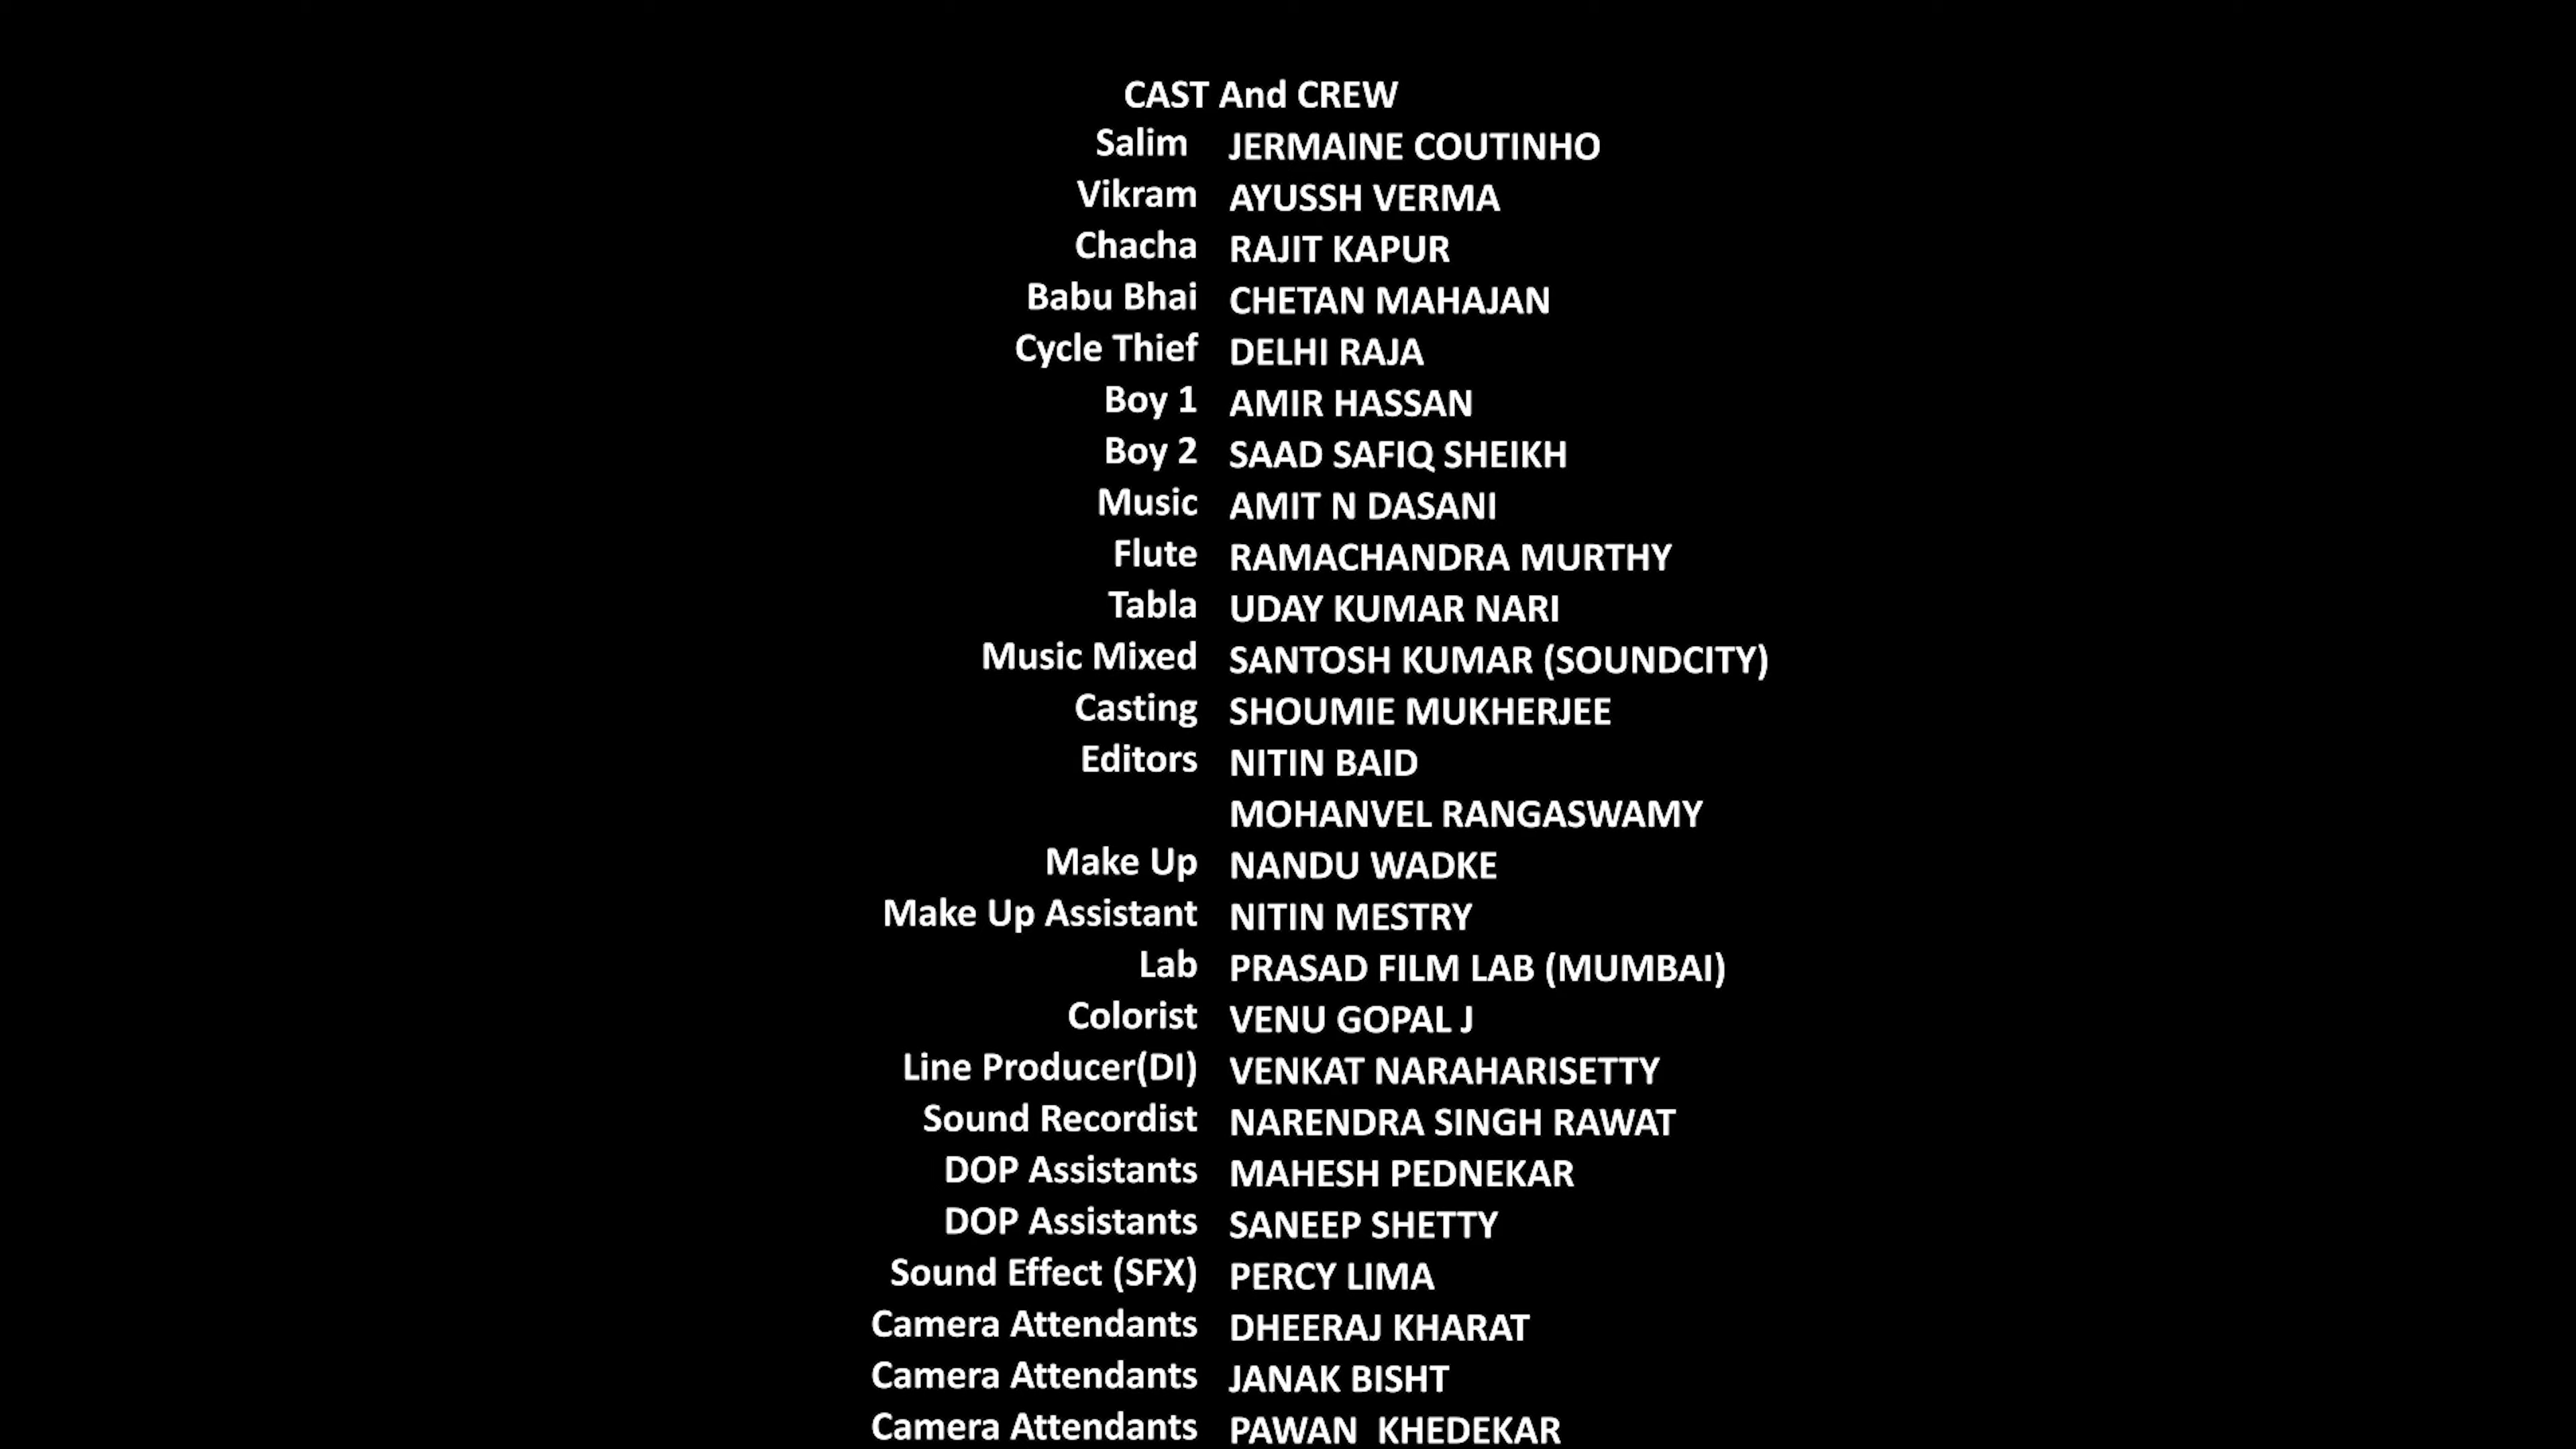 CAST And CREW
Salim JERMAINE COUTINHO
Vikram AYUSSH VERMA
Chacha RAJIT KAPUR
Babu Bhai CHETAN MAHAJAN
Cycle Thief DELHI RAJA
Boy 1 AMIR HASSAN
Boy 2 SAAD SAFIQ SHEIKH
Music AMIT N DASANI
Flute RAMACHANDRA MURTHY
Tabla UDAY KUMAR NARI
Music Mixed SANTOSH KUMAR (SOUNDCITY)
Casting SHOUMIE MUKHERJEE
Editors NITIN BAID
MOHANVEL RANGASWAMY
Make Up NANDU WADKE
Make Up Assistant NITIN MESTRY
Lab PRASAD FILM LAB (MUMBAI)
Colorist VENU GOPAL J
Line Producer(DI) VENKAT NARAHARISETTY
Sound Recordist NARENDRA SINGH RAWAT
DOP Assistants MAHESH PEDNEKAR
DOP Assistants SANEEP SHETTY
Sound Effect (SFX) PERCY LIMA
Camera Attendants DHEERAJ KHARAT
Camera Attendants JANAK BISHT
Camera Attendants PAWAN KHEDEKAR